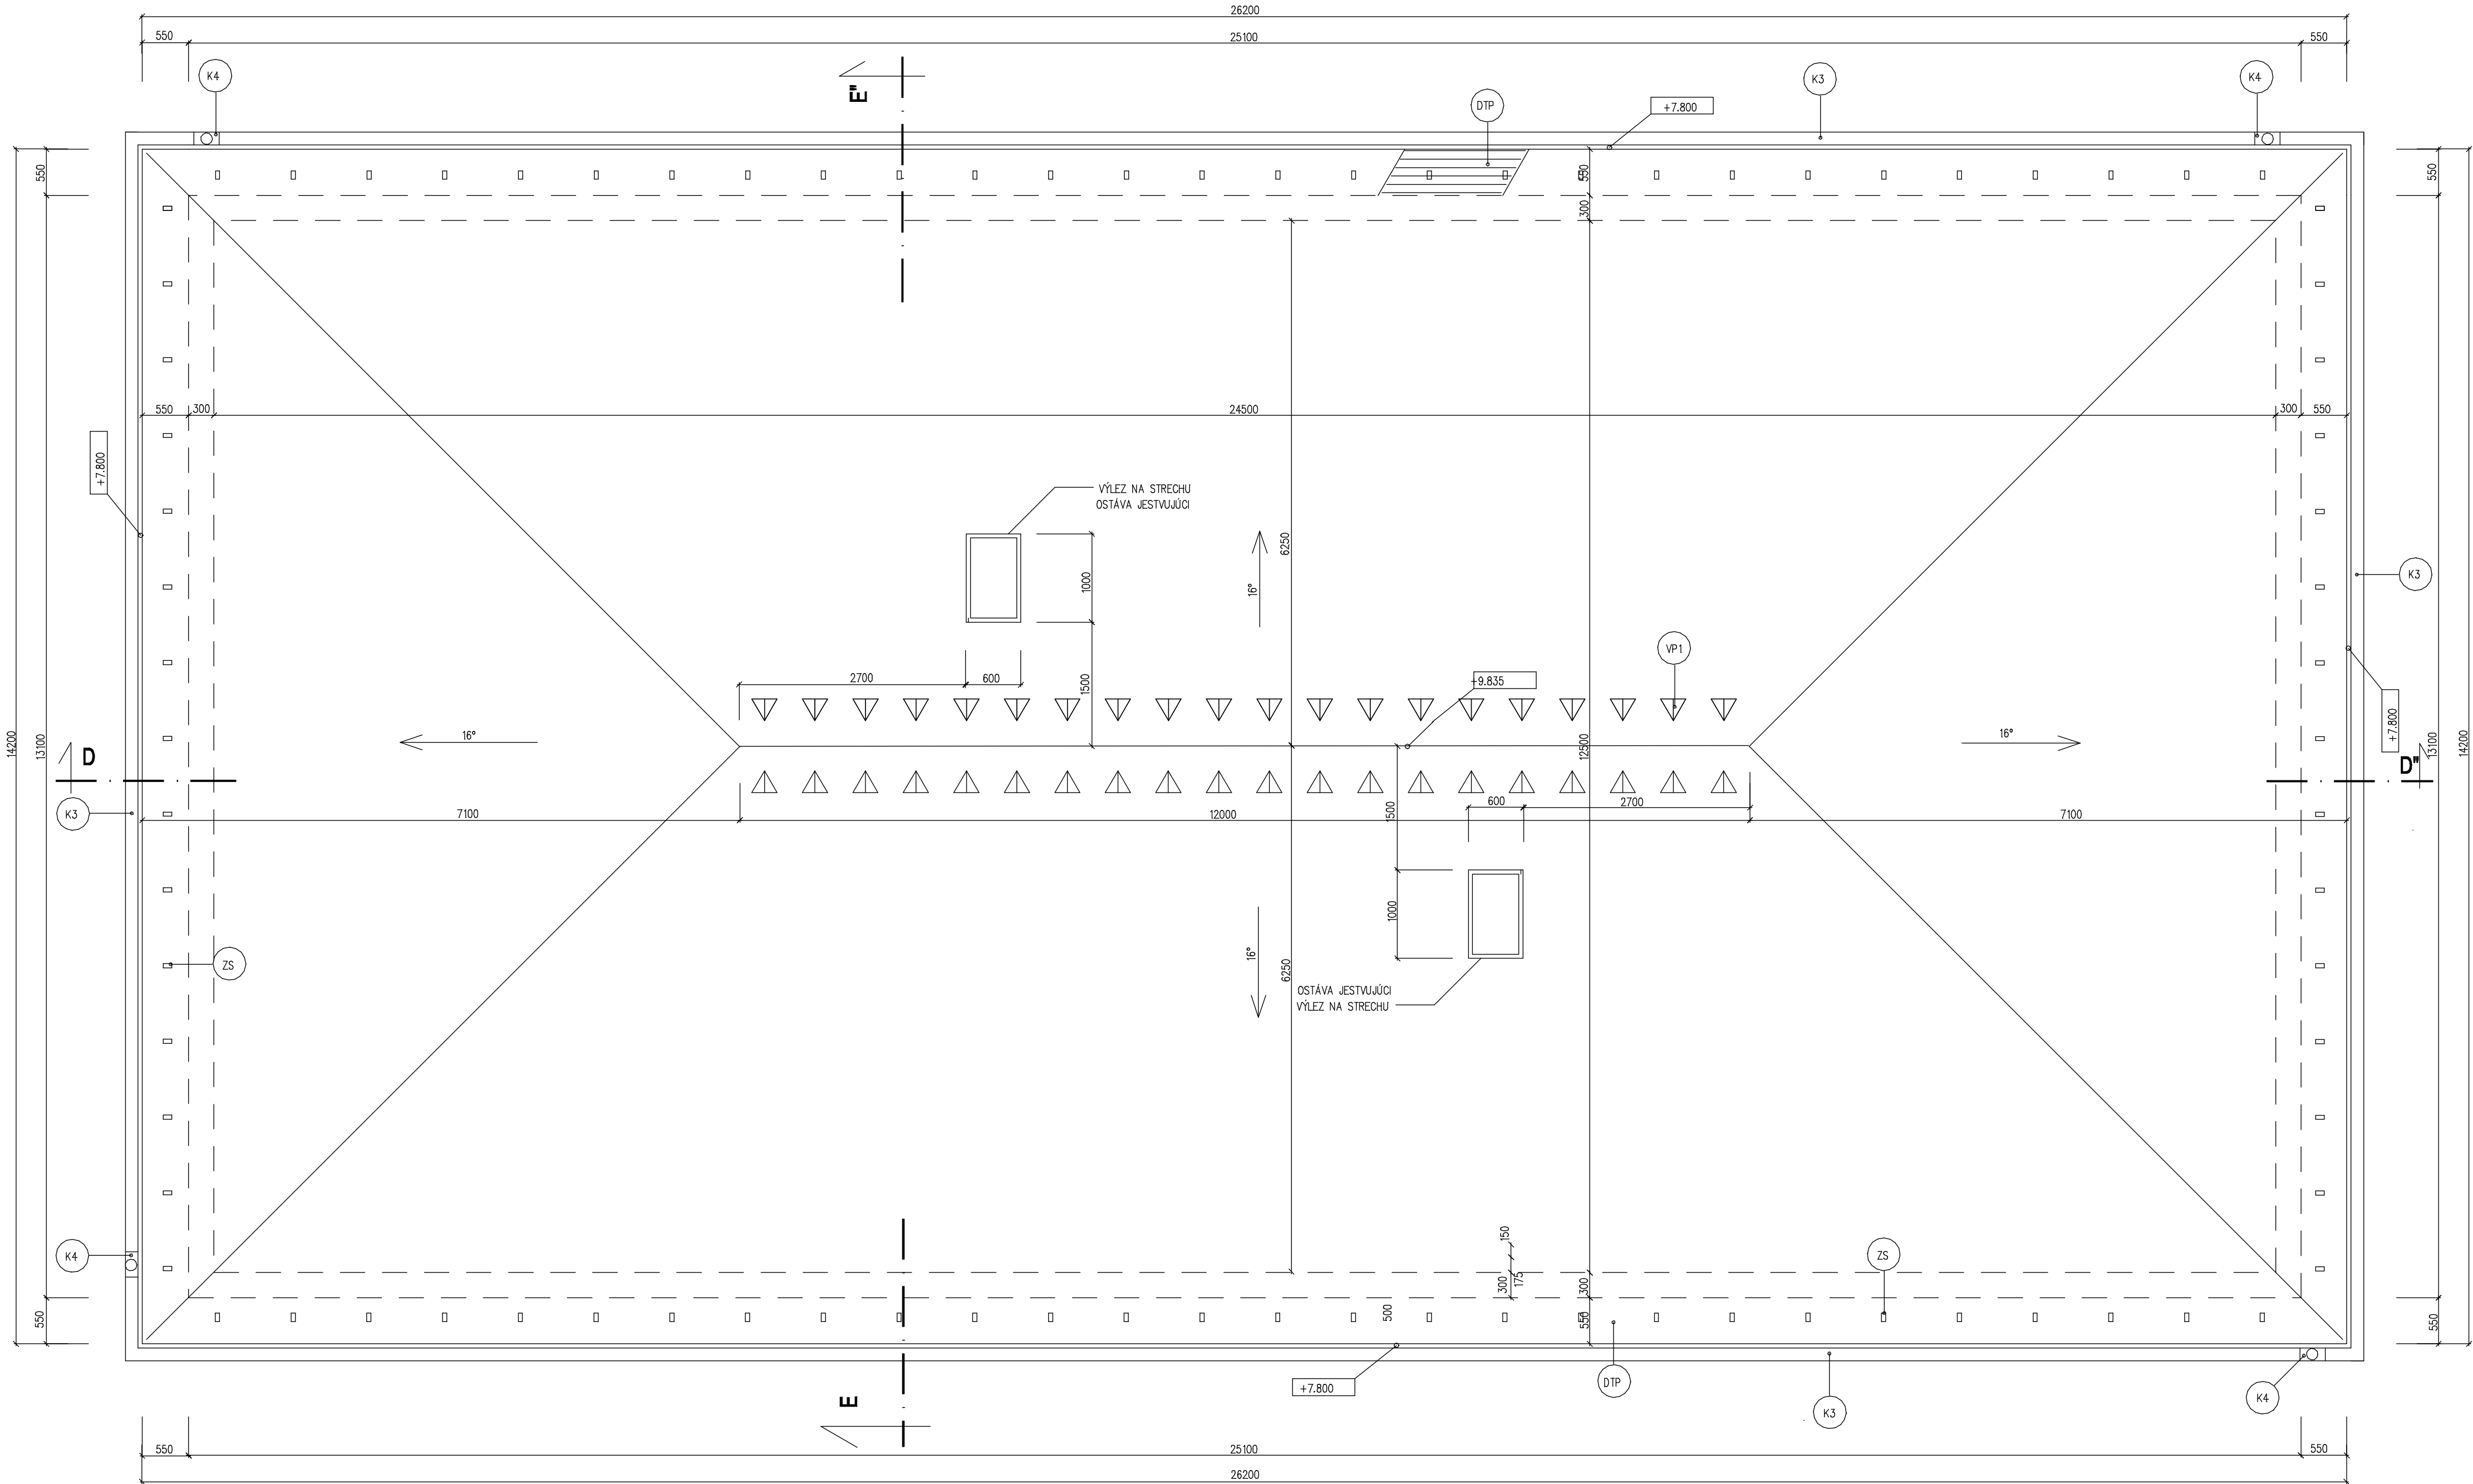 26200
550
25100
550
K4
E"
DTP
K3
+7.800
K4
550
550
550
300
14200
13100
13100
14200
550
300
24500
300
550
+7.800
VÝLEZ NA STRECHU
OSTÁVA JESTVUJÚCI
6250
1000
16°
K3
VP1
2700
600
1500
+9.835
+7.800
16°
16°
12500
D
D"
K3
7100
12000
1500
600
2700
7100
1000
16°
6250
ZS
OSTÁVA JESTVUJÚCI
VÝLEZ NA STRECHU
K4
150
ZS
300
175
300
550
500
550
550
+7.800
DTP
K3
K4
E
550
25100
550
26200